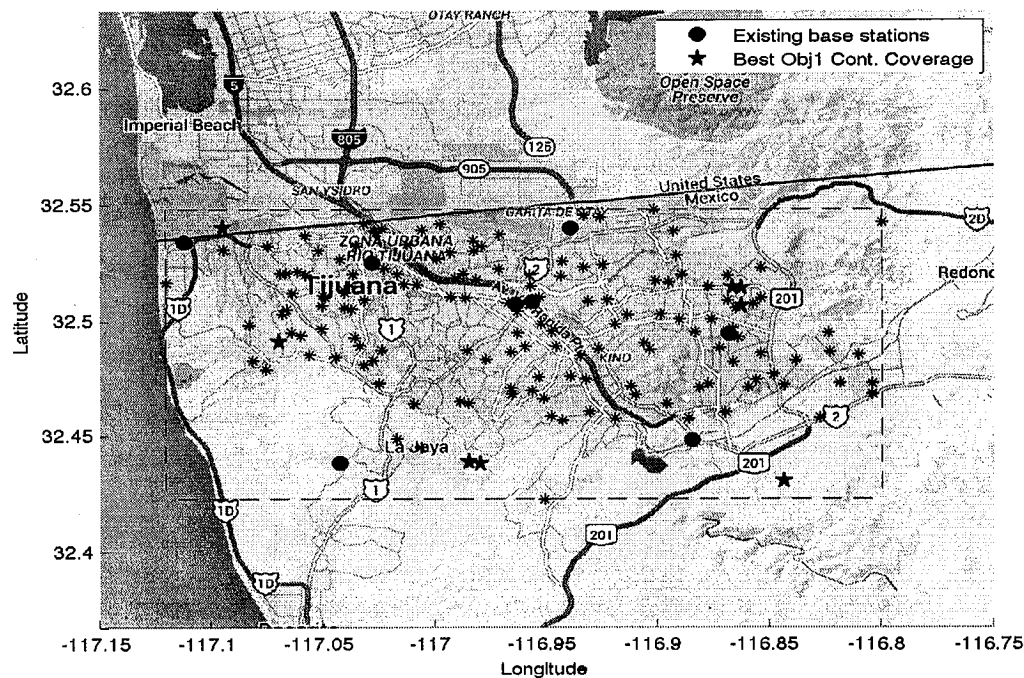 OTAY RANCH
Existing base stations
Best Obj1 Cont. Coverage
Open Space
Preserve
32.6
5
Imperial Beach
805
125
905
SAN YSIDRO
United States
Mexico
32.55
2D
ZONA URBANA
RIO TIJUANA
2
Redond
Tijuana
201
1D
32.5
1
Latitude
2
32.45
La Joya
201
1
1D
201
32.4
1D
-117.15
-117.1
-117.05
-117
-116.95
-116.9
-116.85
-116.8
-116.75
Longitude